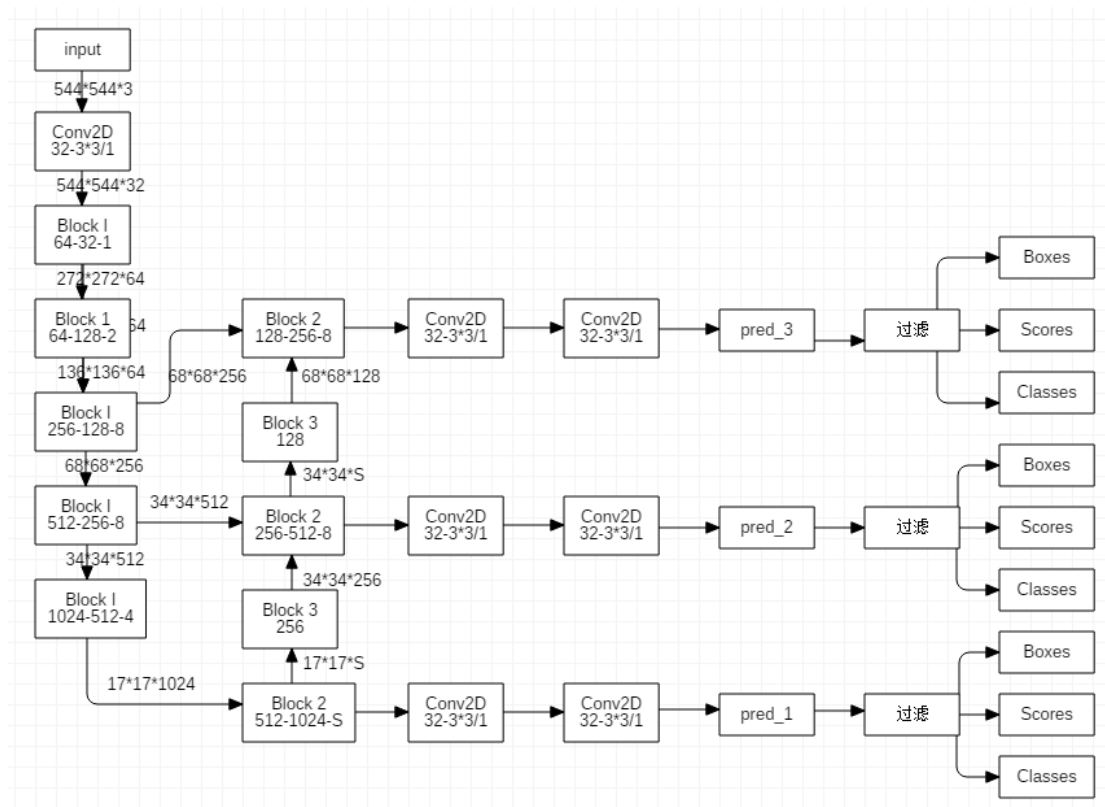 input
544*544*3
Conv2D
32-3*3/1
544*544*32
Block I
64-32-1
272*272*64
Block 1
64-128-2
64
136*136*64
Block I
256-128-8
68*68*256
Block I
512-256-8
34*34*512
Block I
1024-512-4
17*17*1024
68*68*256
34*34*512
Block 2
128-256-8
68*68*128
Block 3
128
34*34*S
Block 2
256-512-8
34*34*256
Block 3
256
17*17*S
Block 2
512-1024-S
Conv2D
32-3*3/1
Conv2D
32-3*3/1
pred_3
过滤
Boxes
Scores
Classes
Conv2D
32-3*3/1
Conv2D
32-3*3/1
pred_2
过滤
Boxes
Scores
Classes
Conv2D
32-3*3/1
Conv2D
32-3*3/1
pred_1
过滤
Boxes
Scores
Classes